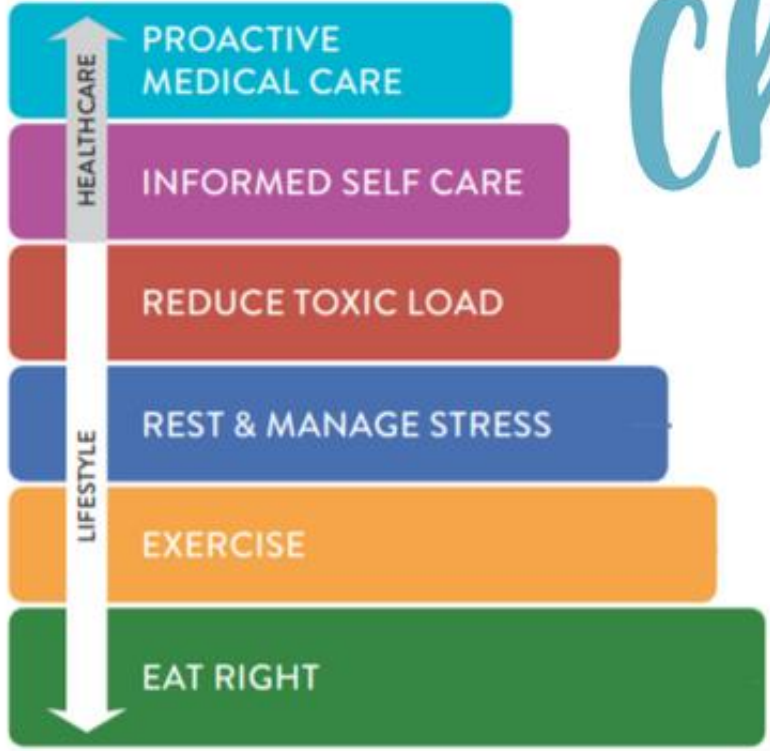 PROACTIVE
MEDICAL CARE
HEALTHCARE
INFORMED SELF CARE
REDUCE TOXIC LOAD
REST & MANAGE STRESS
LIFESTYLE
EXERCISE
EAT RIGHT